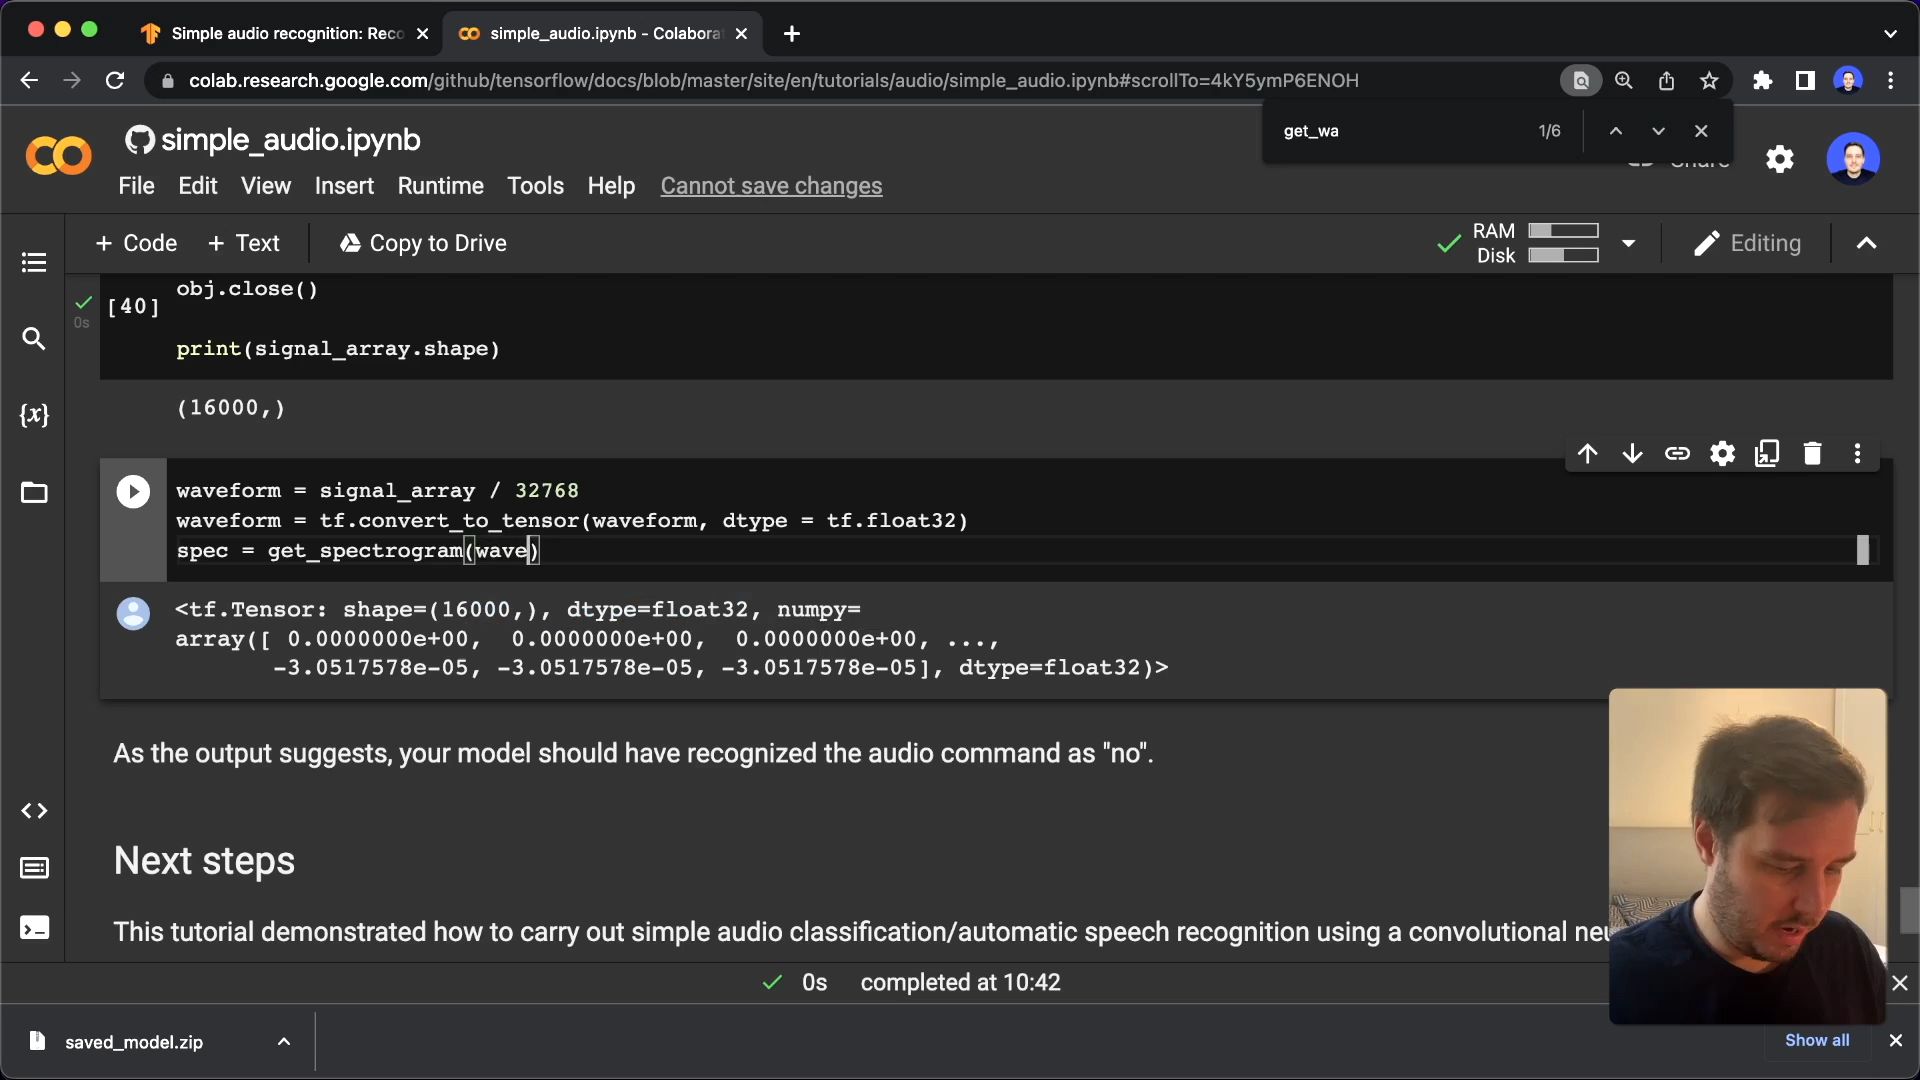 Simple audio recognition: Reco
simple_audio.ipynb - Colabora
colab.research.google.com/github/tensorflow/docs/blob/master/site/en/tutorials/audio/simple_audio.ipynb#scrollTo=4kY5ymP6ENOH
get_wa
1/6
simple_audio.ipynb
Share
File Edit View Insert Runtime Tools Help Cannot save changes
+ Code + Text Copy to Drive
RAM
Disk
Editing
obj.close()
[40]
0s
print(signal_array.shape)
(16000,)
{x}
waveform = signal_array / 32768
waveform = tf.convert_to_tensor(waveform, dtype = tf.float32)
spec = get_spectrogram(wave)
<tf.Tensor: shape=(16000,), dtype=float32, numpy=
array([ 0.0000000e+00, 0.0000000e+00, 0.0000000e+00, ...,
-3.0517578e-05, -3.0517578e-05, -3.0517578e-05], dtype=float32)>
As the output suggests, your model should have recognized the audio command as "no".
Next steps
This tutorial demonstrated how to carry out simple audio classification/automatic speech recognition using a convolutional neu
0s completed at 10:42
saved_model.zip
Show all